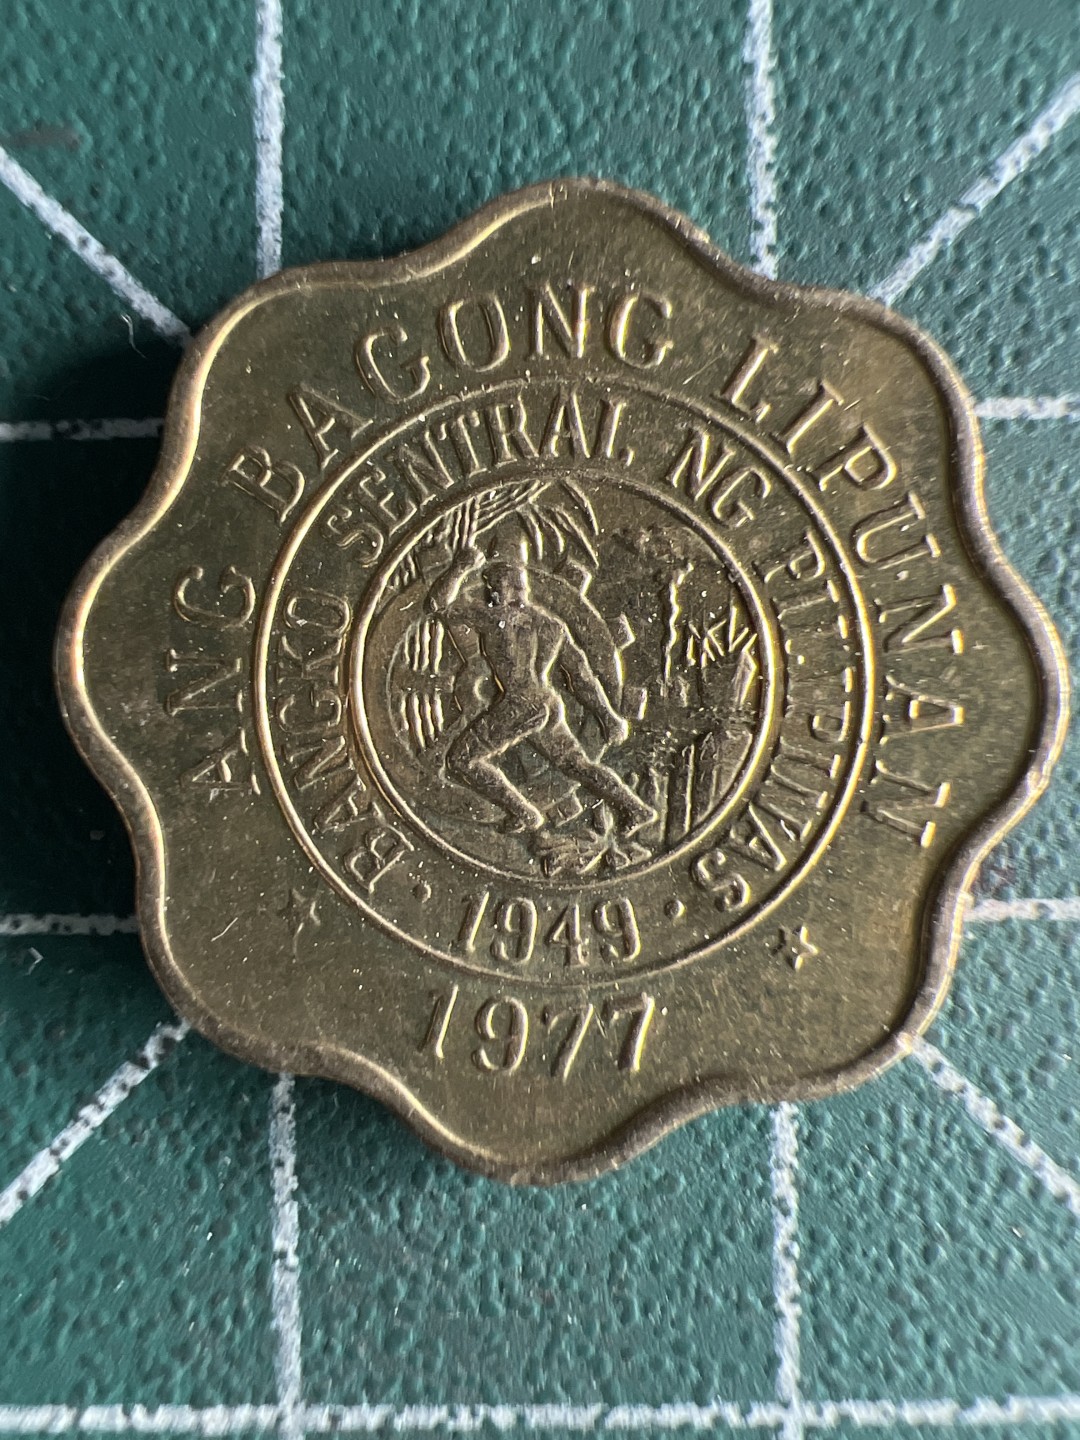 ANG BAGONG LIPUNAN
BANGKO SENTRAL NG PILIPINAS
1949
1977